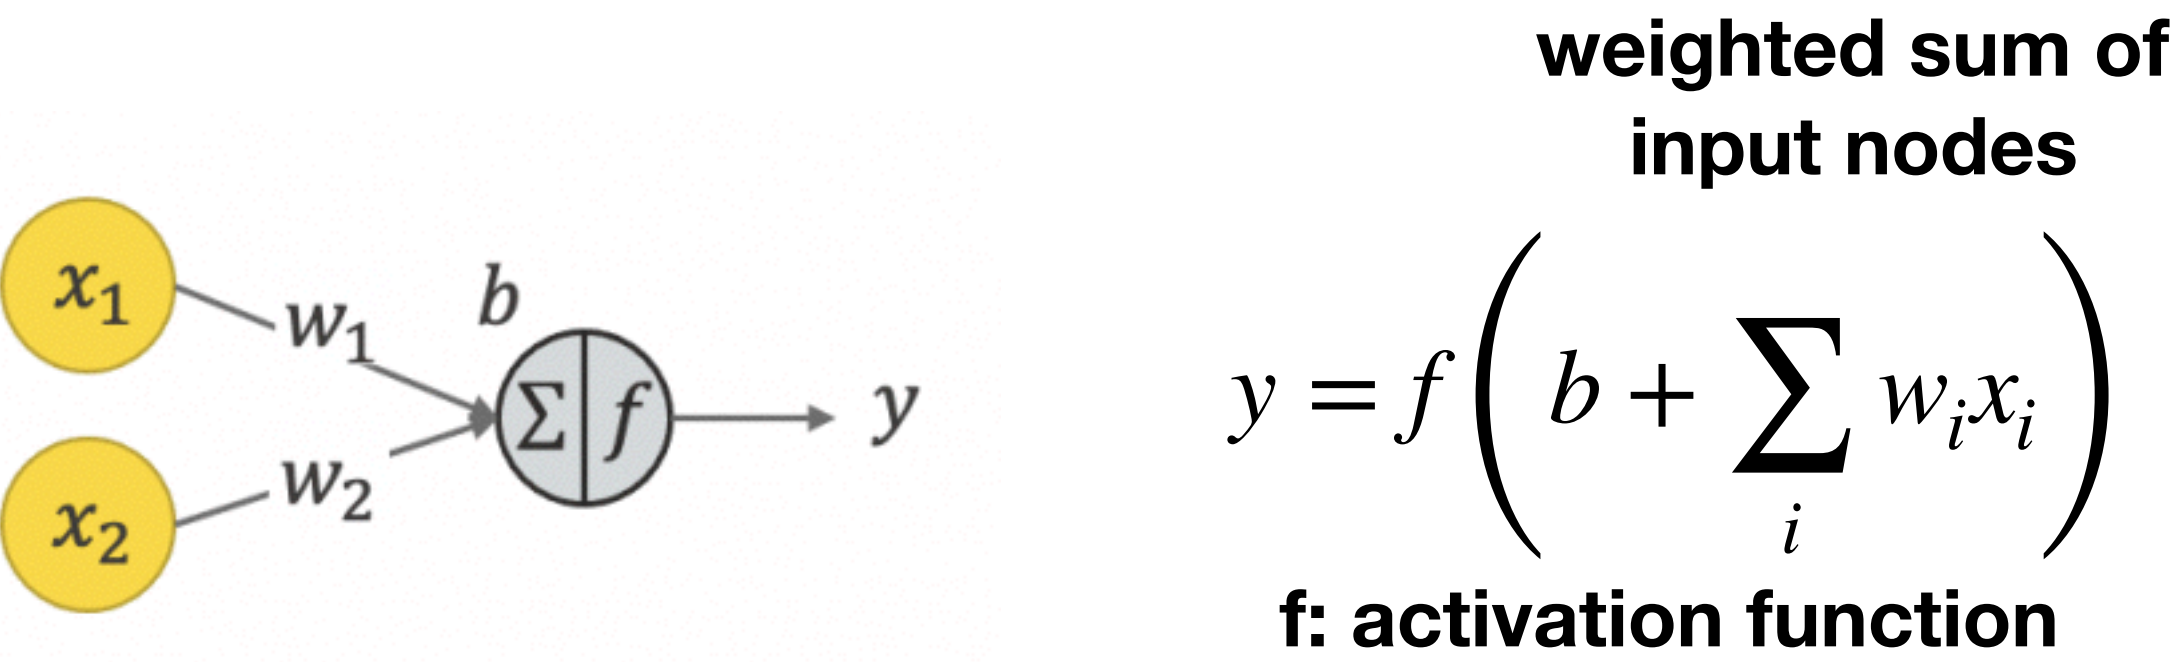 x₁
w₁
b
Σ f
y
w₂
x₂
weighted sum of
input nodes
y = f ( b + ∑ᵢ wᵢxᵢ )
f: activation function